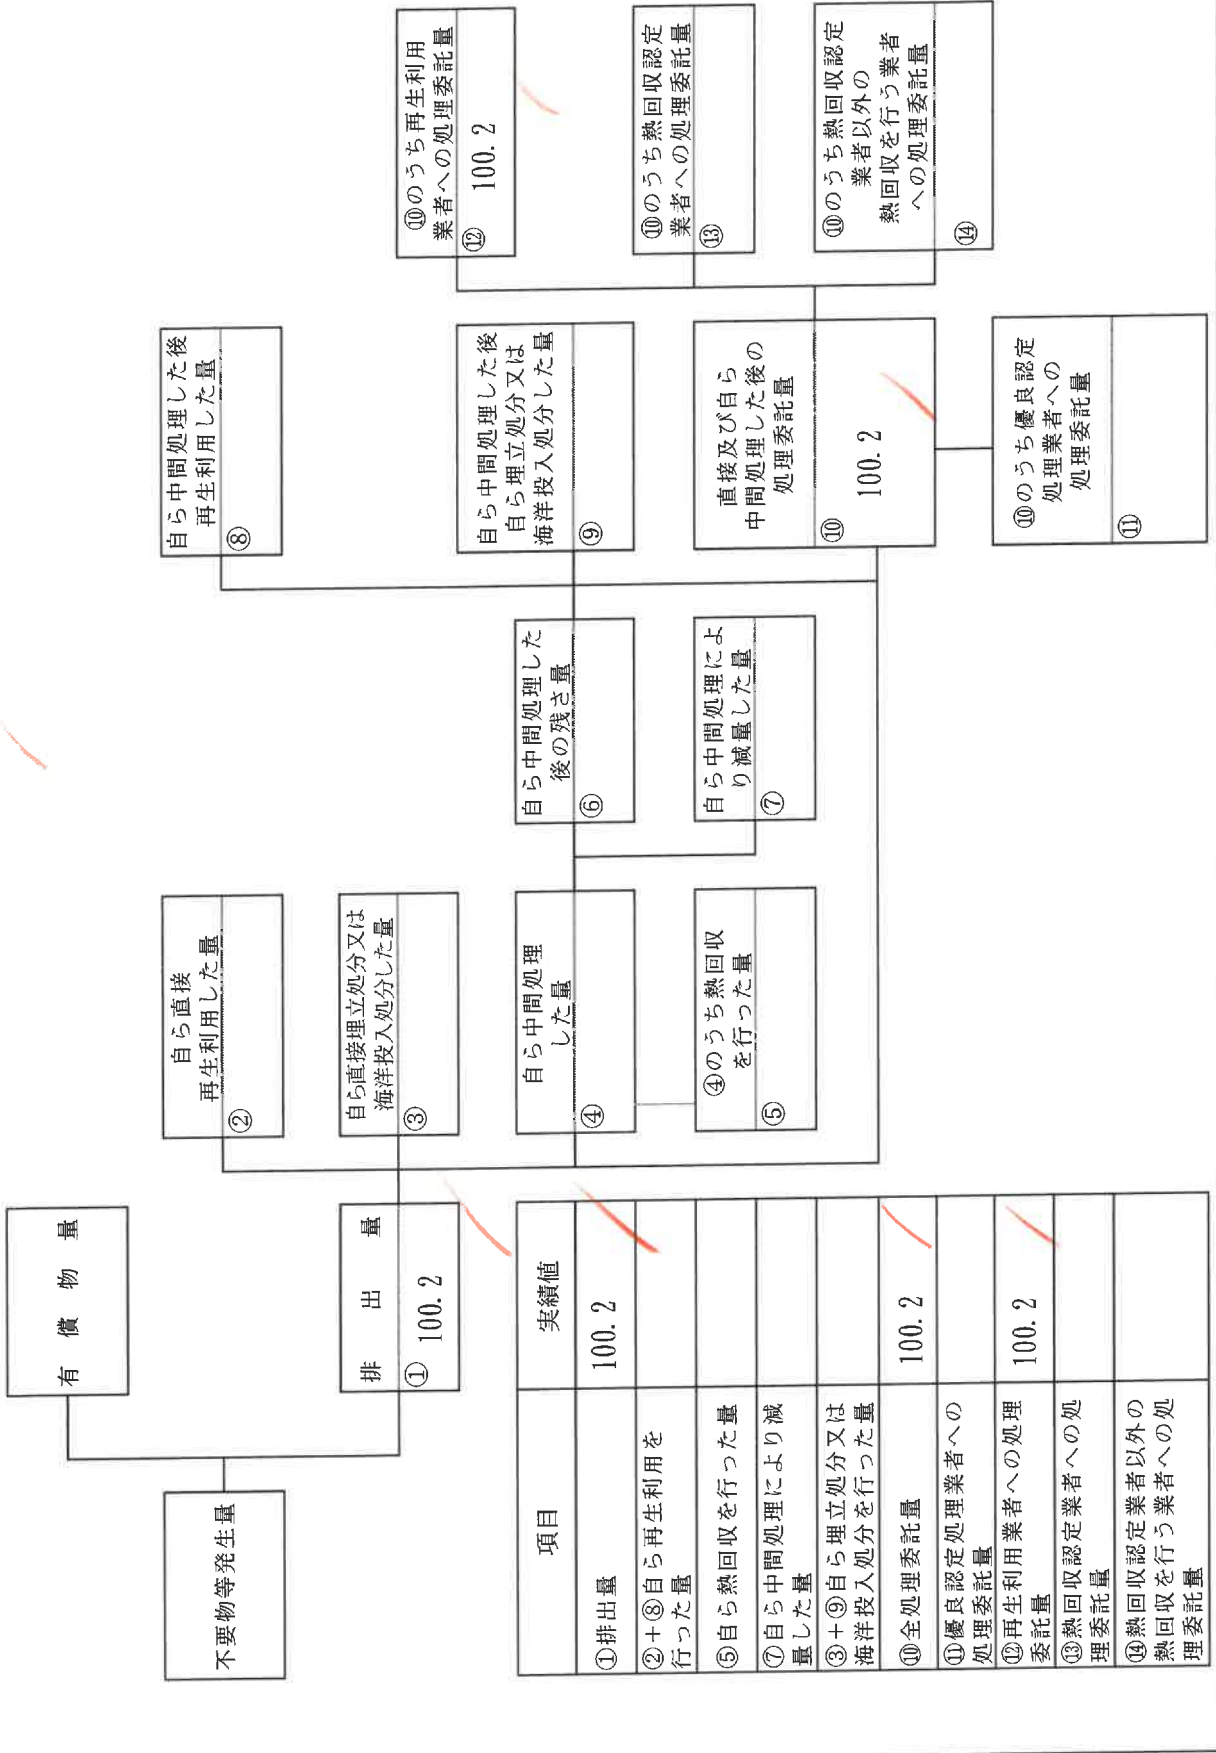 有償物量
不要物等発生量
排出量
① 100.2
自ら直接
再生利用した量
②
自ら直接埋立処分又は
海洋投入処分した量
③
自ら中間処理
した量
④
④のうち熱回収
を行った量
⑤
自ら中間処理した
後の残さ量
⑥
自ら中間処理によ
り減量した量
⑦
自ら中間処理した後
再生利用した量
⑧
自ら中間処理した後
自ら埋立処分又は
海洋投入処分した量
⑨
直接及び自ら
中間処理した後の
処理委託量
⑩
100.2
⑩のうち優良認定
処理業者への
処理委託量
⑪
⑩のうち再生利用
業者への処理委託量
⑫ 100.2
⑩のうち熱回収認定
業者への処理委託量
⑬
⑩のうち熱回収認定
業者以外の
熱回収を行う業者
への処理委託量
⑭
項目 実績値
①排出量 100.2
②+⑧自ら再生利用を
行った量
⑤自ら熱回収を行った量
⑦自ら中間処理により減
量した量
③+⑨自ら埋立処分又は
海洋投入処分を行った量
⑩全処理委託量 100.2
⑪優良認定処理業者への
処理委託量
⑫再生利用業者への処理
委託量 100.2
⑬熱回収認定業者への処
理委託量
⑭熱回収認定業者以外の
熱回収を行う業者への処
理委託量